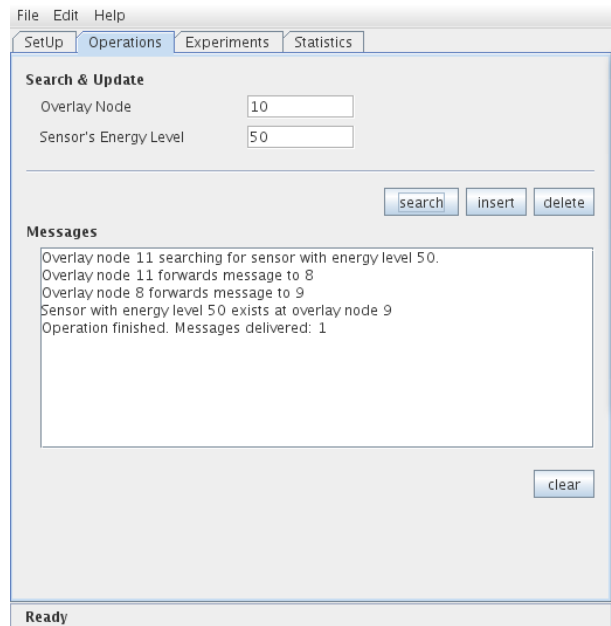 File Edit Help
SetUp Operations Experiments Statistics
Search & Update
Overlay Node 10
Sensor's Energy Level 50
search insert delete
Messages
Overlay node 11 searching for sensor with energy level 50.
Overlay node 11 forwards message to 8
Overlay node 8 forwards message to 9
Sensor with energy level 50 exists at overlay node 9
Operation finished. Messages delivered: 1
clear
Ready